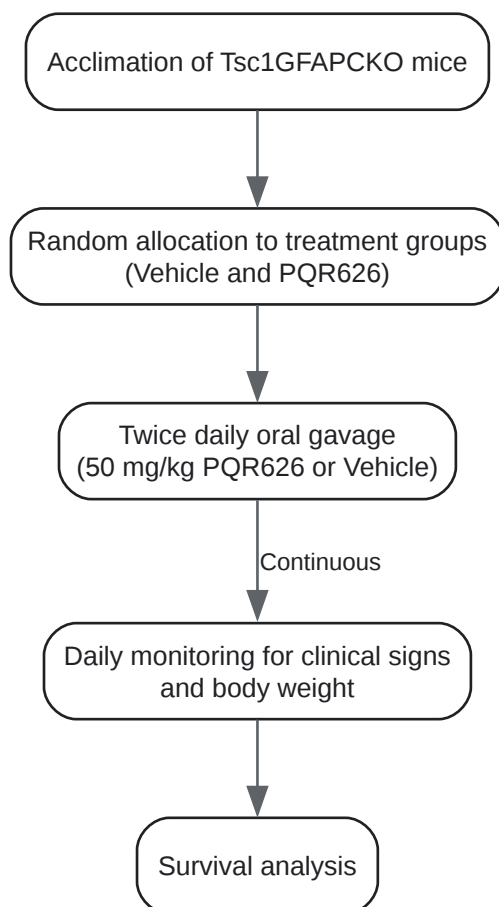 Acclimation of Tsc1GFAPCKO mice
Random allocation to treatment groups
(Vehicle and PQR626)
Twice daily oral gavage
(50 mg/kg PQR626 or Vehicle)
Continuous
Daily monitoring for clinical signs
and body weight
Survival analysis